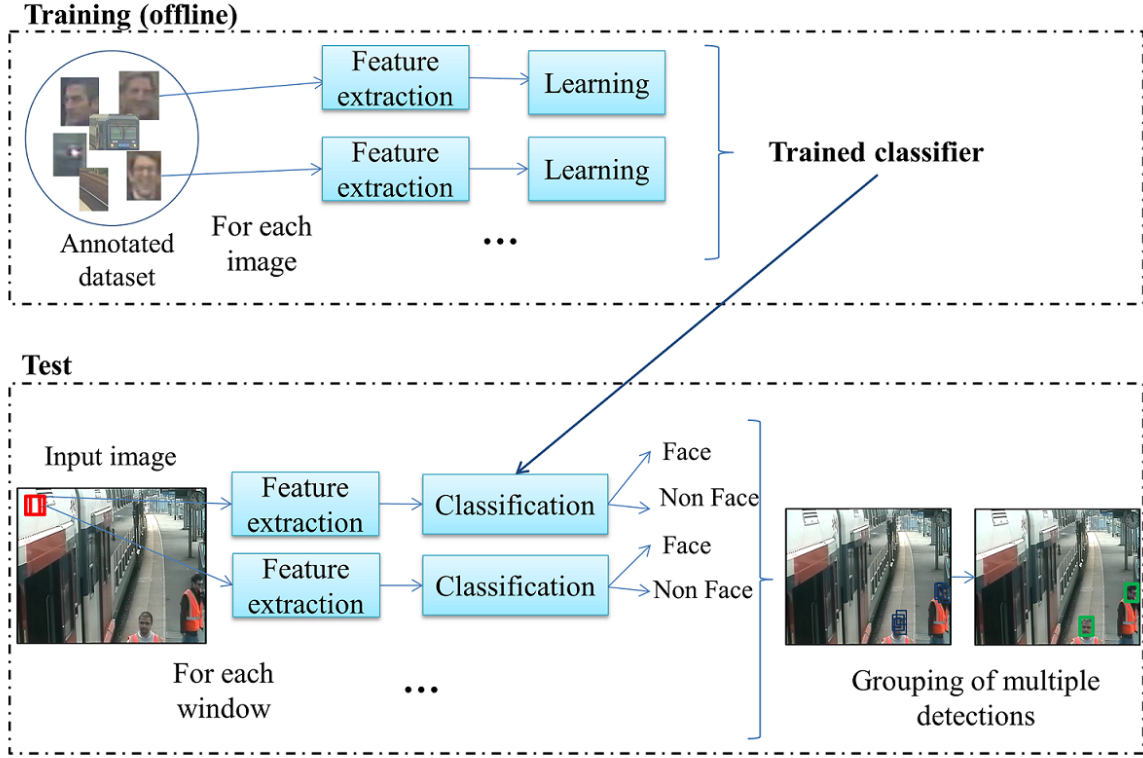 Training (offline)
Feature
extraction
Learning
Feature
extraction
Learning
Trained classifier
For each
image
...
Annotated
dataset
Test
Input image
Feature
extraction
Classification
Face
Non Face
Feature
extraction
Classification
Face
Non Face
For each
window
...
Grouping of multiple
detections